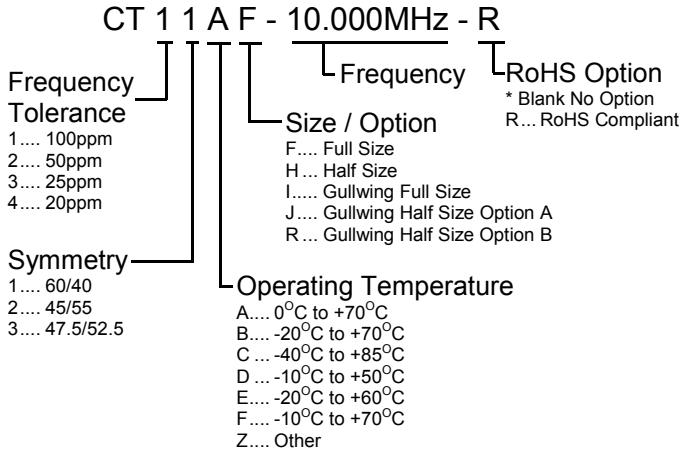 CT 1 1 A F - 10.000MHz - R
Frequency Tolerance
1.... 100ppm
2.... 50ppm
3.... 25ppm
4.... 20ppm
Symmetry
1.... 60/40
2.... 45/55
3.... 47.5/52.5
Operating Temperature
A.... 0°C to +70°C
B.... -20°C to +70°C
C ... -40°C to +85°C
D ... -10°C to +50°C
E.... -20°C to +60°C
F.... -10°C to +70°C
Z.... Other
Size / Option
F.... Full Size
H ... Half Size
I..... Gullwing Full Size
J.... Gullwing Half Size Option A
R ... Gullwing Half Size Option B
Frequency
RoHS Option
* Blank No Option
R... RoHS Compliant